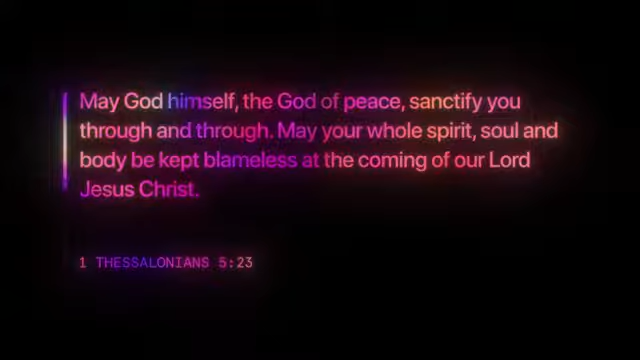 May God himself, the God of peace, sanctify you
through and through. May your whole spirit, soul and
body be kept blameless at the coming of our Lord
Jesus Christ.
1 THESSALONIANS 5:23